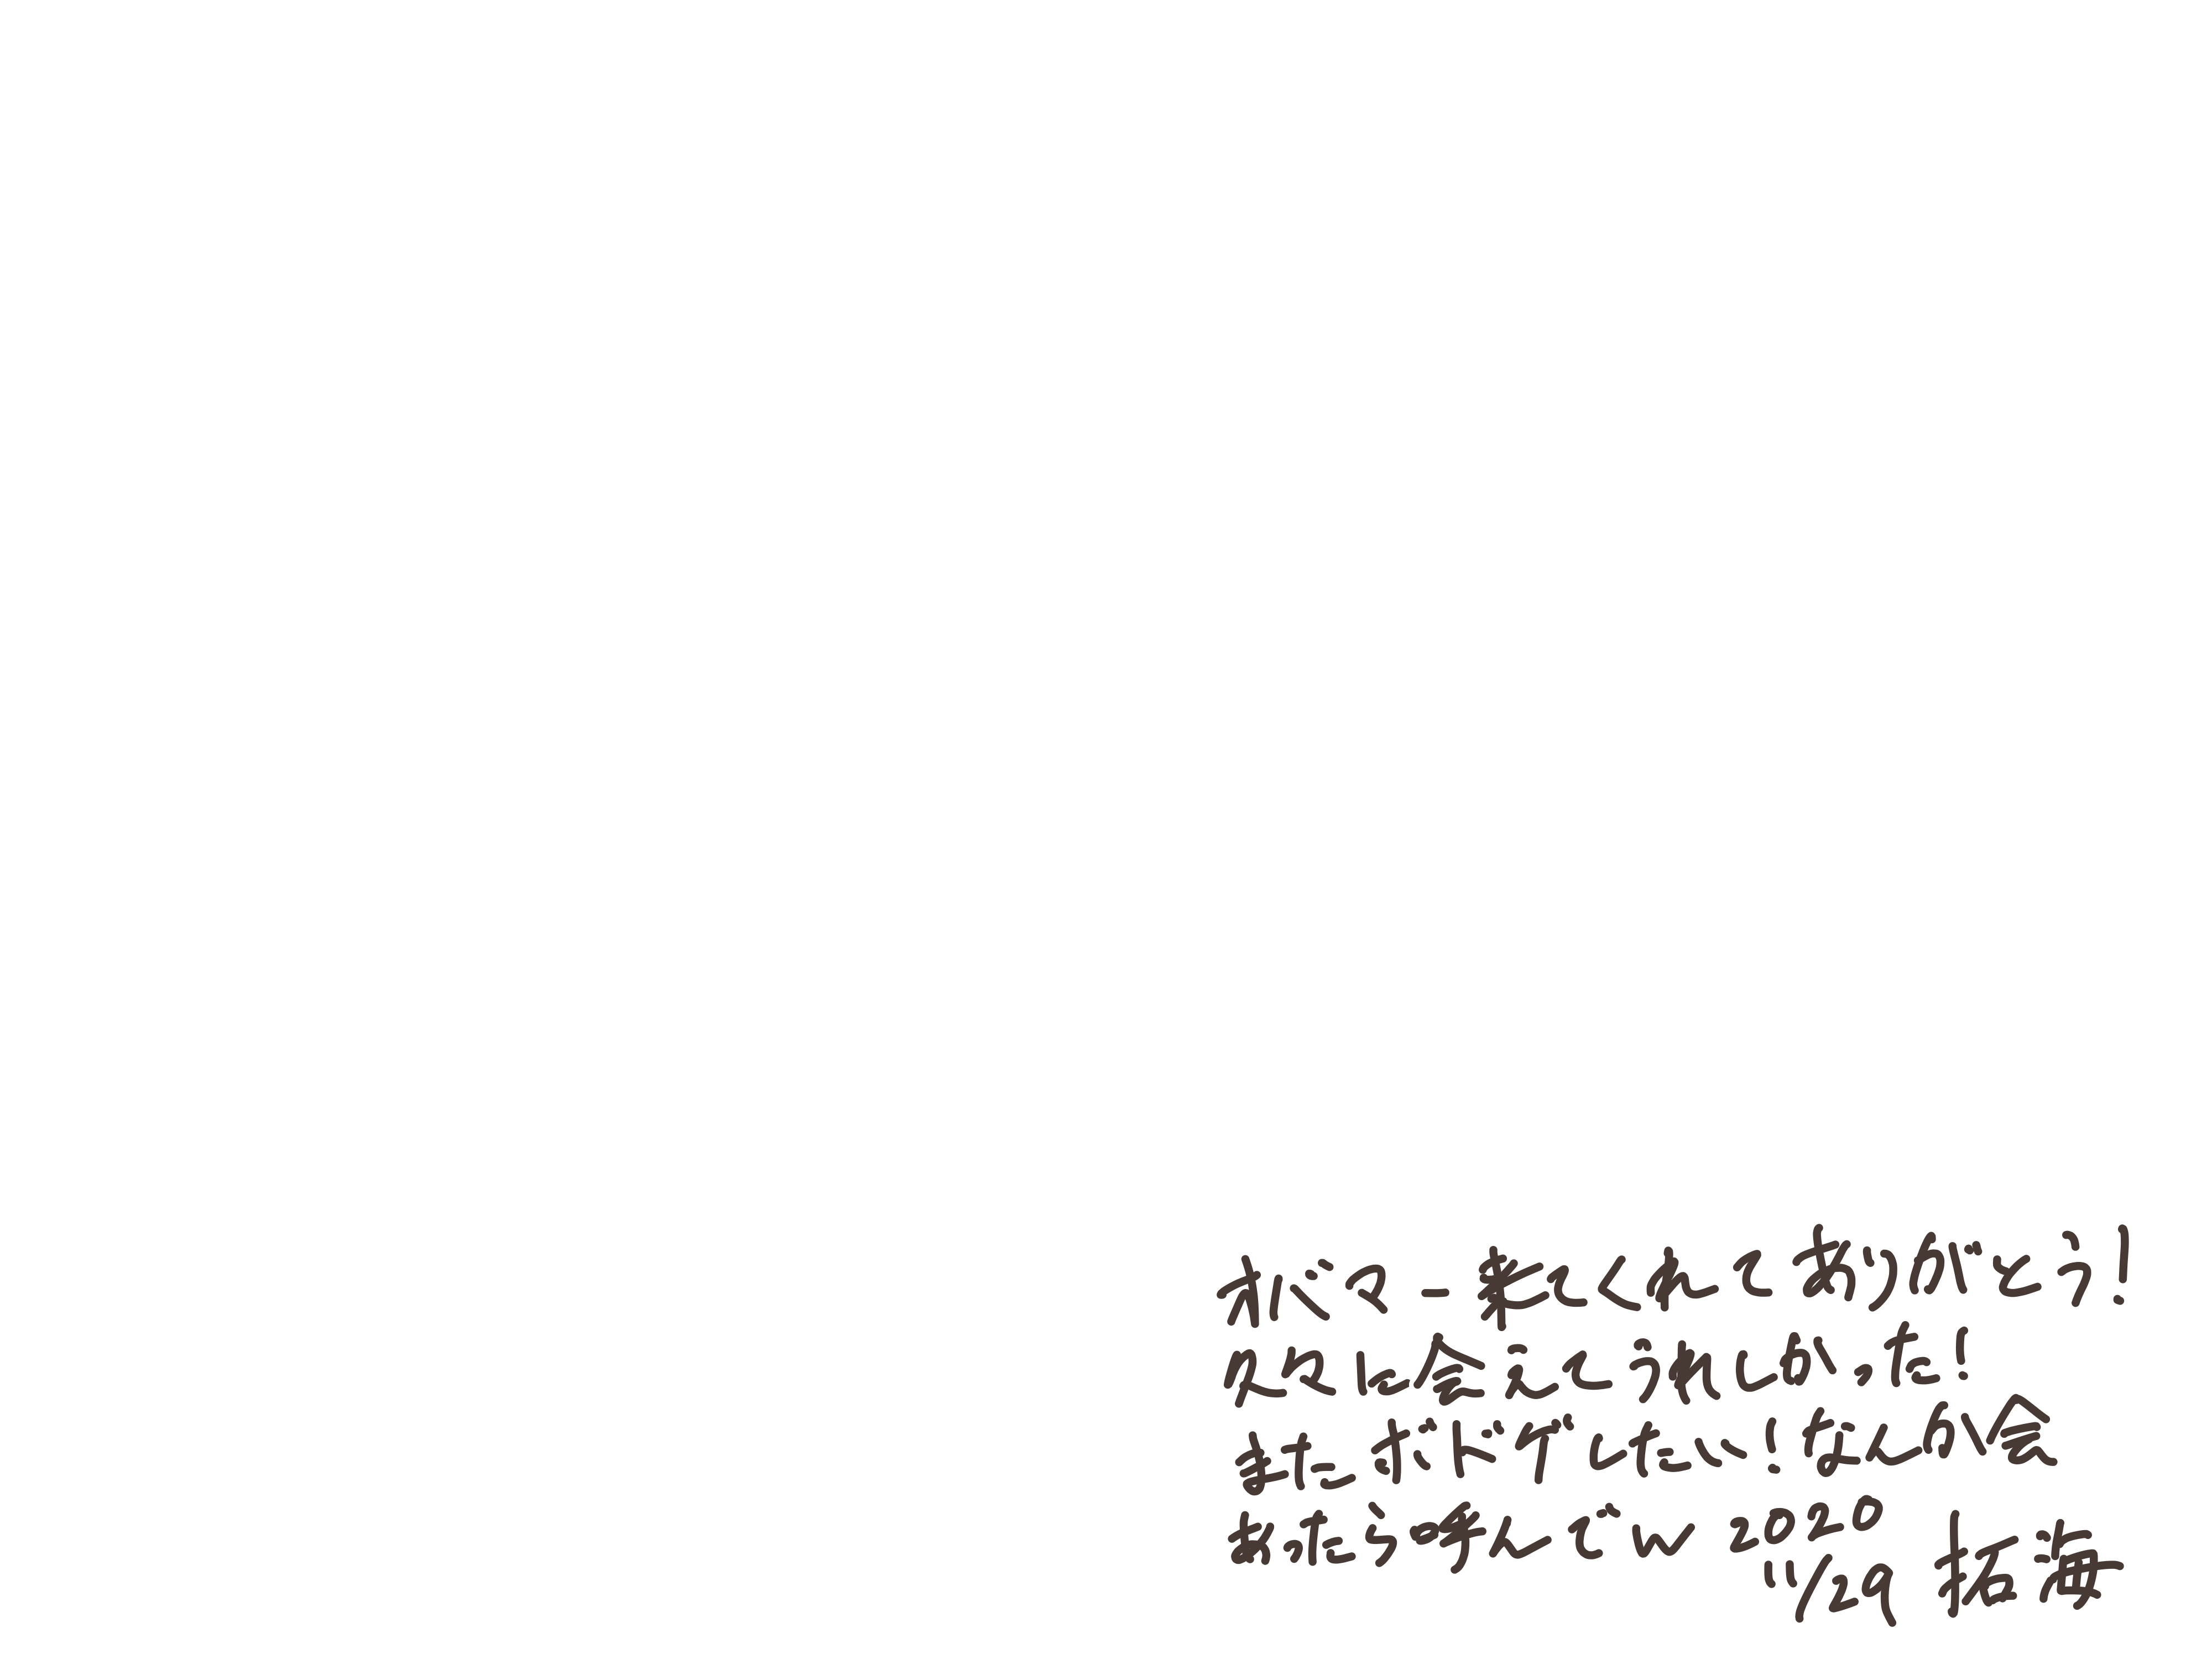 ボベマー来てくれてありがとう!
久々に会えてうれしかった!
またボドゲしたい!なんか会
あったら呼んでw 2020
11/29 拓海